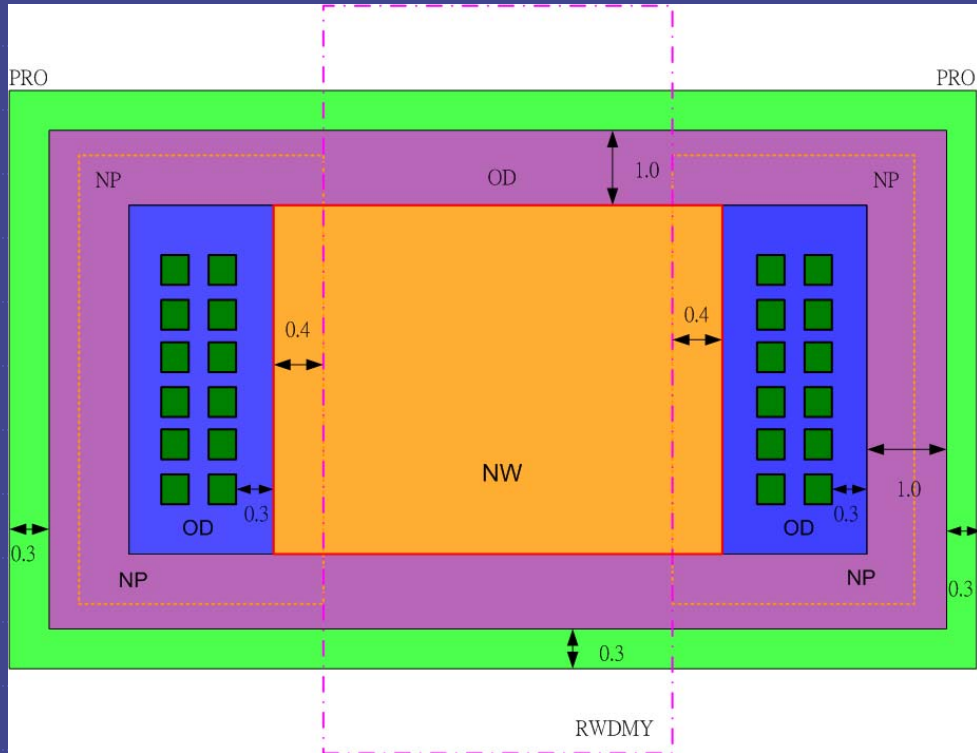 PRO PRO
NP OD 1.0 NP
0.4 0.4
NW
1.0
0.3 0.3
OD OD
0.3 NP NP 0.3
0.3
RWDMY